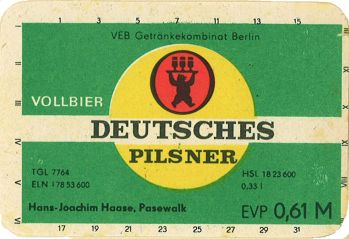 1 3 5 7 9 11 13 15
VEB Getränkekombinat Berlin
VOLLBIER
DEUTSCHES
PILSNER
TGL 7764
ELN 178 53 600
HSL 18 23 600
0,33 l
Hans-Joachim Haase, Pasewalk
EVP 0,61 M
17 19 21 23 25 27 29 31